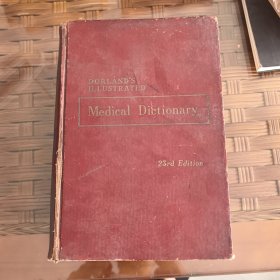 DORLAND'S
ILLUSTRATED
Medical Dictionary
23rd Edition